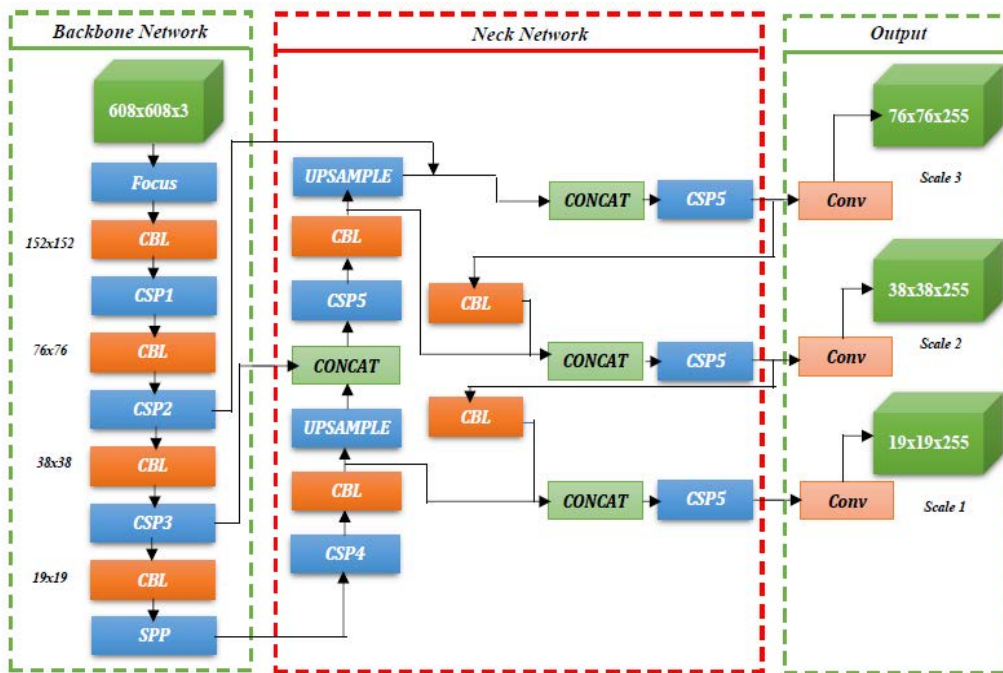 Backbone Network
608x608x3
Focus
152x152
CBL
CSP1
76x76
CBL
CSP2
38x38
CBL
CSP3
19x19
CBL
SPP
Neck Network
UPSAMPLE
CBL
CSP5
CONCAT
UPSAMPLE
CBL
CSP4
CONCAT
CSP5
CBL
CONCAT
CSP5
CBL
CONCAT
CSP5
Output
76x76x255
Scale 3
Conv
38x38x255
Scale 2
Conv
19x19x255
Scale 1
Conv